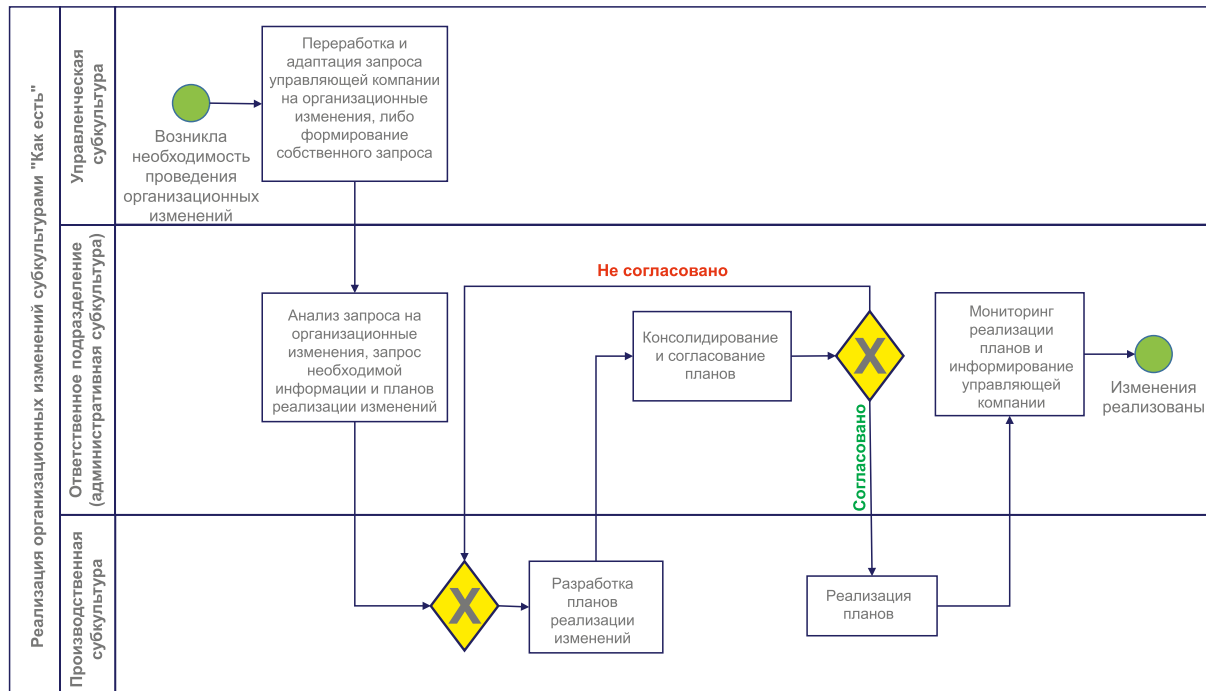 Реализация организационных изменений субкультурами "Как есть"
Управленческая
субкультура
Возникла
необходимость
проведения
организационных
изменений
Переработка и
адаптация запроса
управляющей компании
на организационные
изменения, либо
формирование
собственного запроса
Ответственное подразделение
(административная субкультура)
Анализ запроса на
организационные
изменения, запрос
необходимой
информации и планов
реализации изменений
Не согласовано
Консолидирование
и согласование
планов
X
Согласовано
Мониторинг
реализации
планов и
информирование
управляющей
компании
Изменения
реализованы
Производственная
субкультура
X
Разработка
планов
реализации
изменений
Реализация
планов